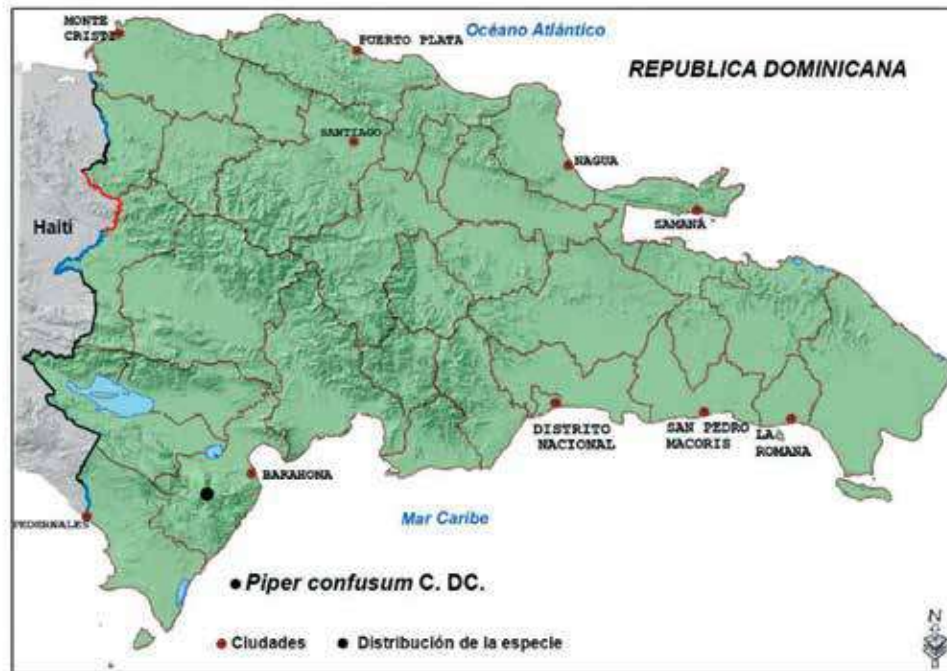 MONTE
CRISTI
PUERTO PLATA
Océano Atlántico
REPUBLICA DOMINICANA
SANTIAGO
NAGUA
SAMANÁ
Haití
DISTRITO
NACIONAL
SAN PEDRO
MACORIS
LA
ROMANA
BARAHONA
PEDERNALES
Mar Caribe
Piper confusum C. DC.
Ciudades
Distribución de la especie
N